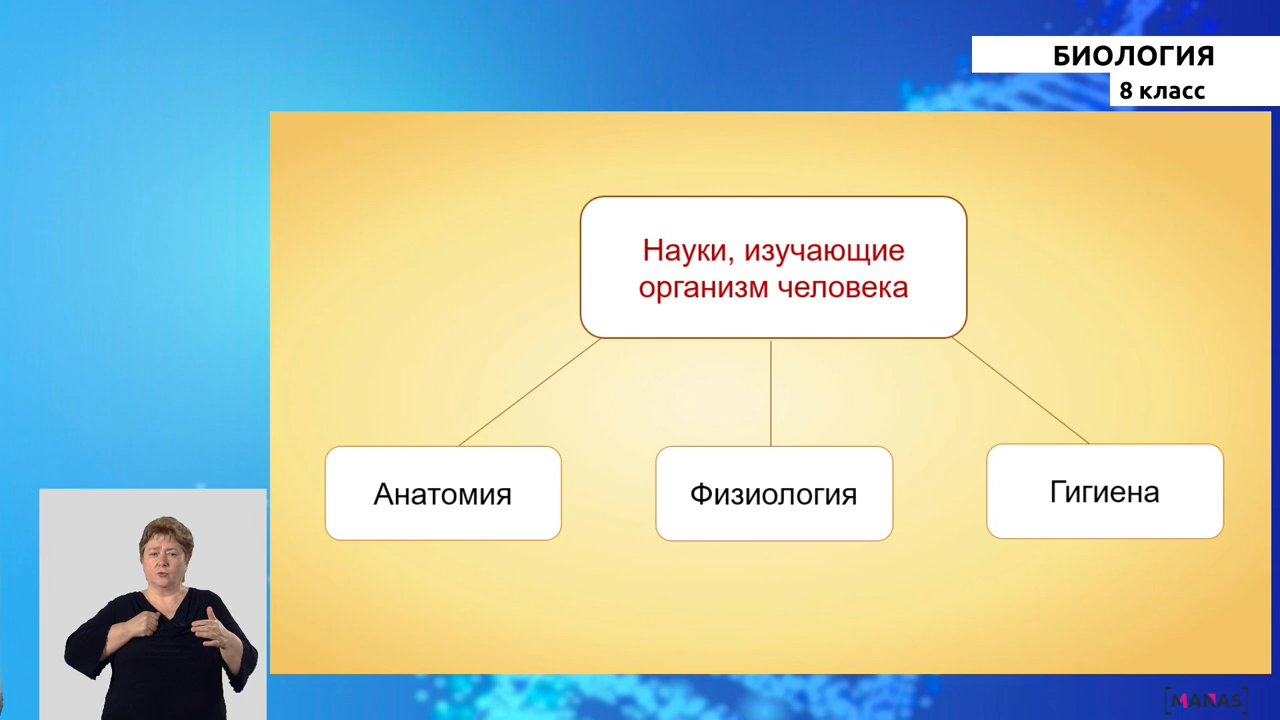 БИОЛОГИЯ
8 класс
Науки, изучающие
организм человека
Анатомия
Физиология
Гигиена
MANAS